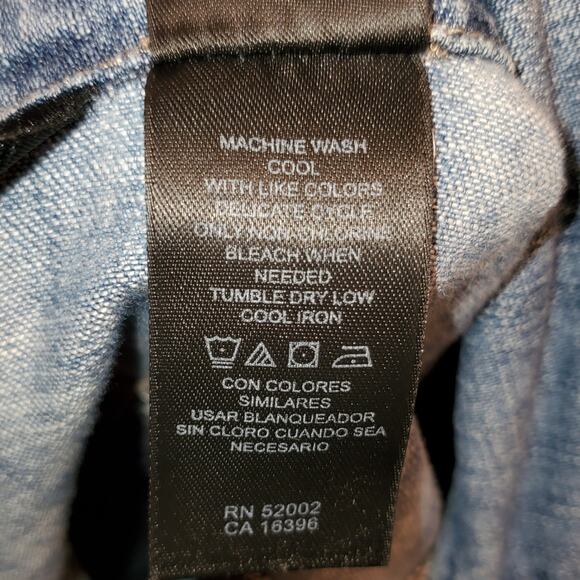 MACHINE WASH
COOL
WITH LIKE COLORS
DELICATE CYCLE
ONLY NON-CHLORINE
BLEACH WHEN
NEEDED
TUMBLE DRY LOW
COOL IRON
CON COLORES
SIMILARES
USAR BLANQUEADOR
SIN CLORO CUANDO SEA
NECESARIO
RN 52002
CA 16396